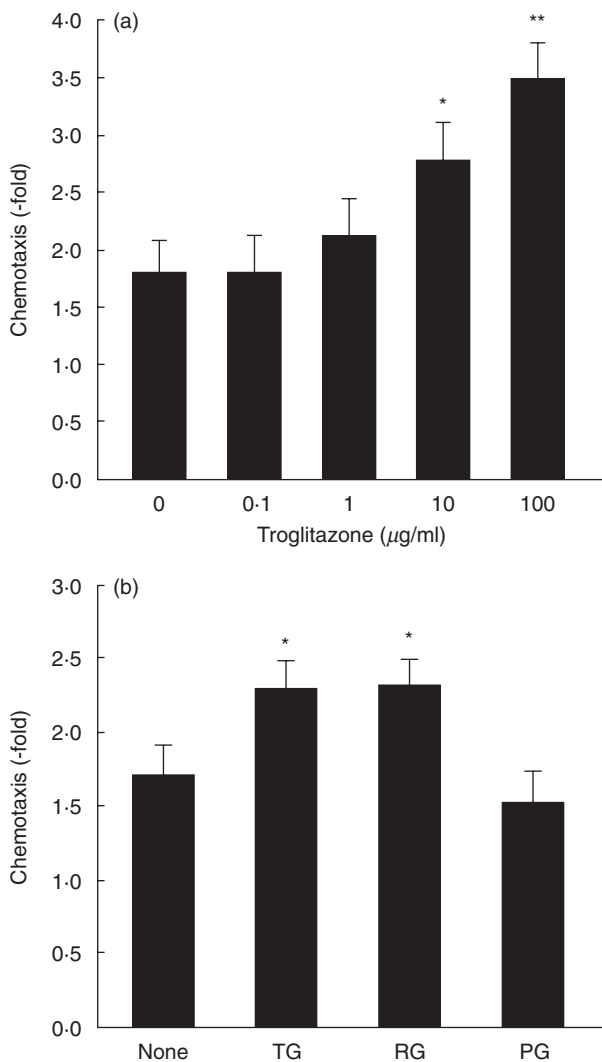 (a)
Chemotaxis (-fold)
4·0
3·5
3·0
2·5
2·0
1·5
1·0
0·5
0·0
*
**
0 0·1 1 10 100
Troglitazone (μg/ml)
(b)
Chemotaxis (-fold)
3·0
2·5
2·0
1·5
1·0
0·5
0·0
* *
None TG RG PG